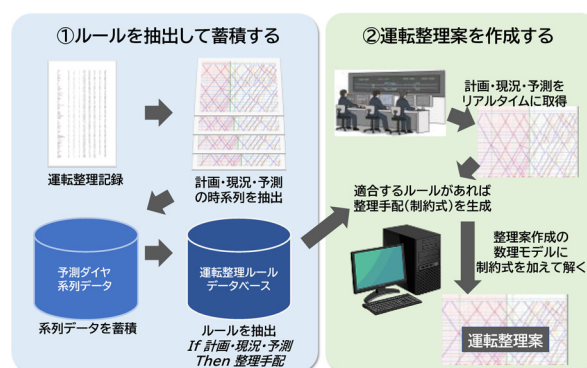 ①ルールを抽出して蓄積する
運転整理記録
計画・現況・予測
の時系列を抽出
予測ダイヤ
系列データ
系列データを蓄積
運転整理ルール
データベース
ルールを抽出
If 計画・現況・予測
Then 整理手配
②運転整理案を作成する
計画・現況・予測を
リアルタイムに取得
適合するルールがあれば
整理手配(制約式)を生成
整理案作成の
数理モデルに
制約式を加えて解く
運転整理案